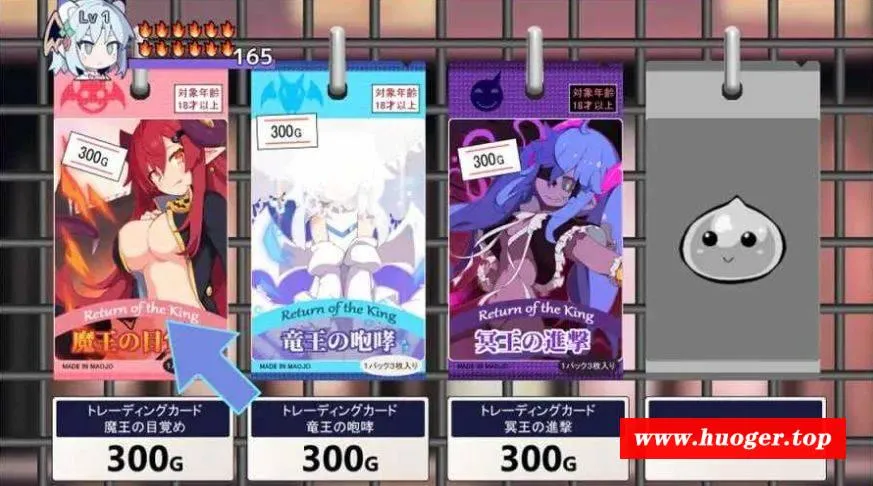 Lv 1
165
対象年齢
18才以上
300G
Return of the King
魔王の目
MADE IN MAOJO
対象年齢
18才以上
300G
Return of the King
竜王の咆哮
MADE IN MAOJO
1パック3枚入り
対象年齢
18才以上
300G
Return of the King
冥王の進撃
MADE IN MAOJO
1パック3枚入り
トレーディングカード
魔王の目覚め
300G
トレーディングカード
竜王の咆哮
300G
トレーディングカード
冥王の進撃
300G
www.huoger.top